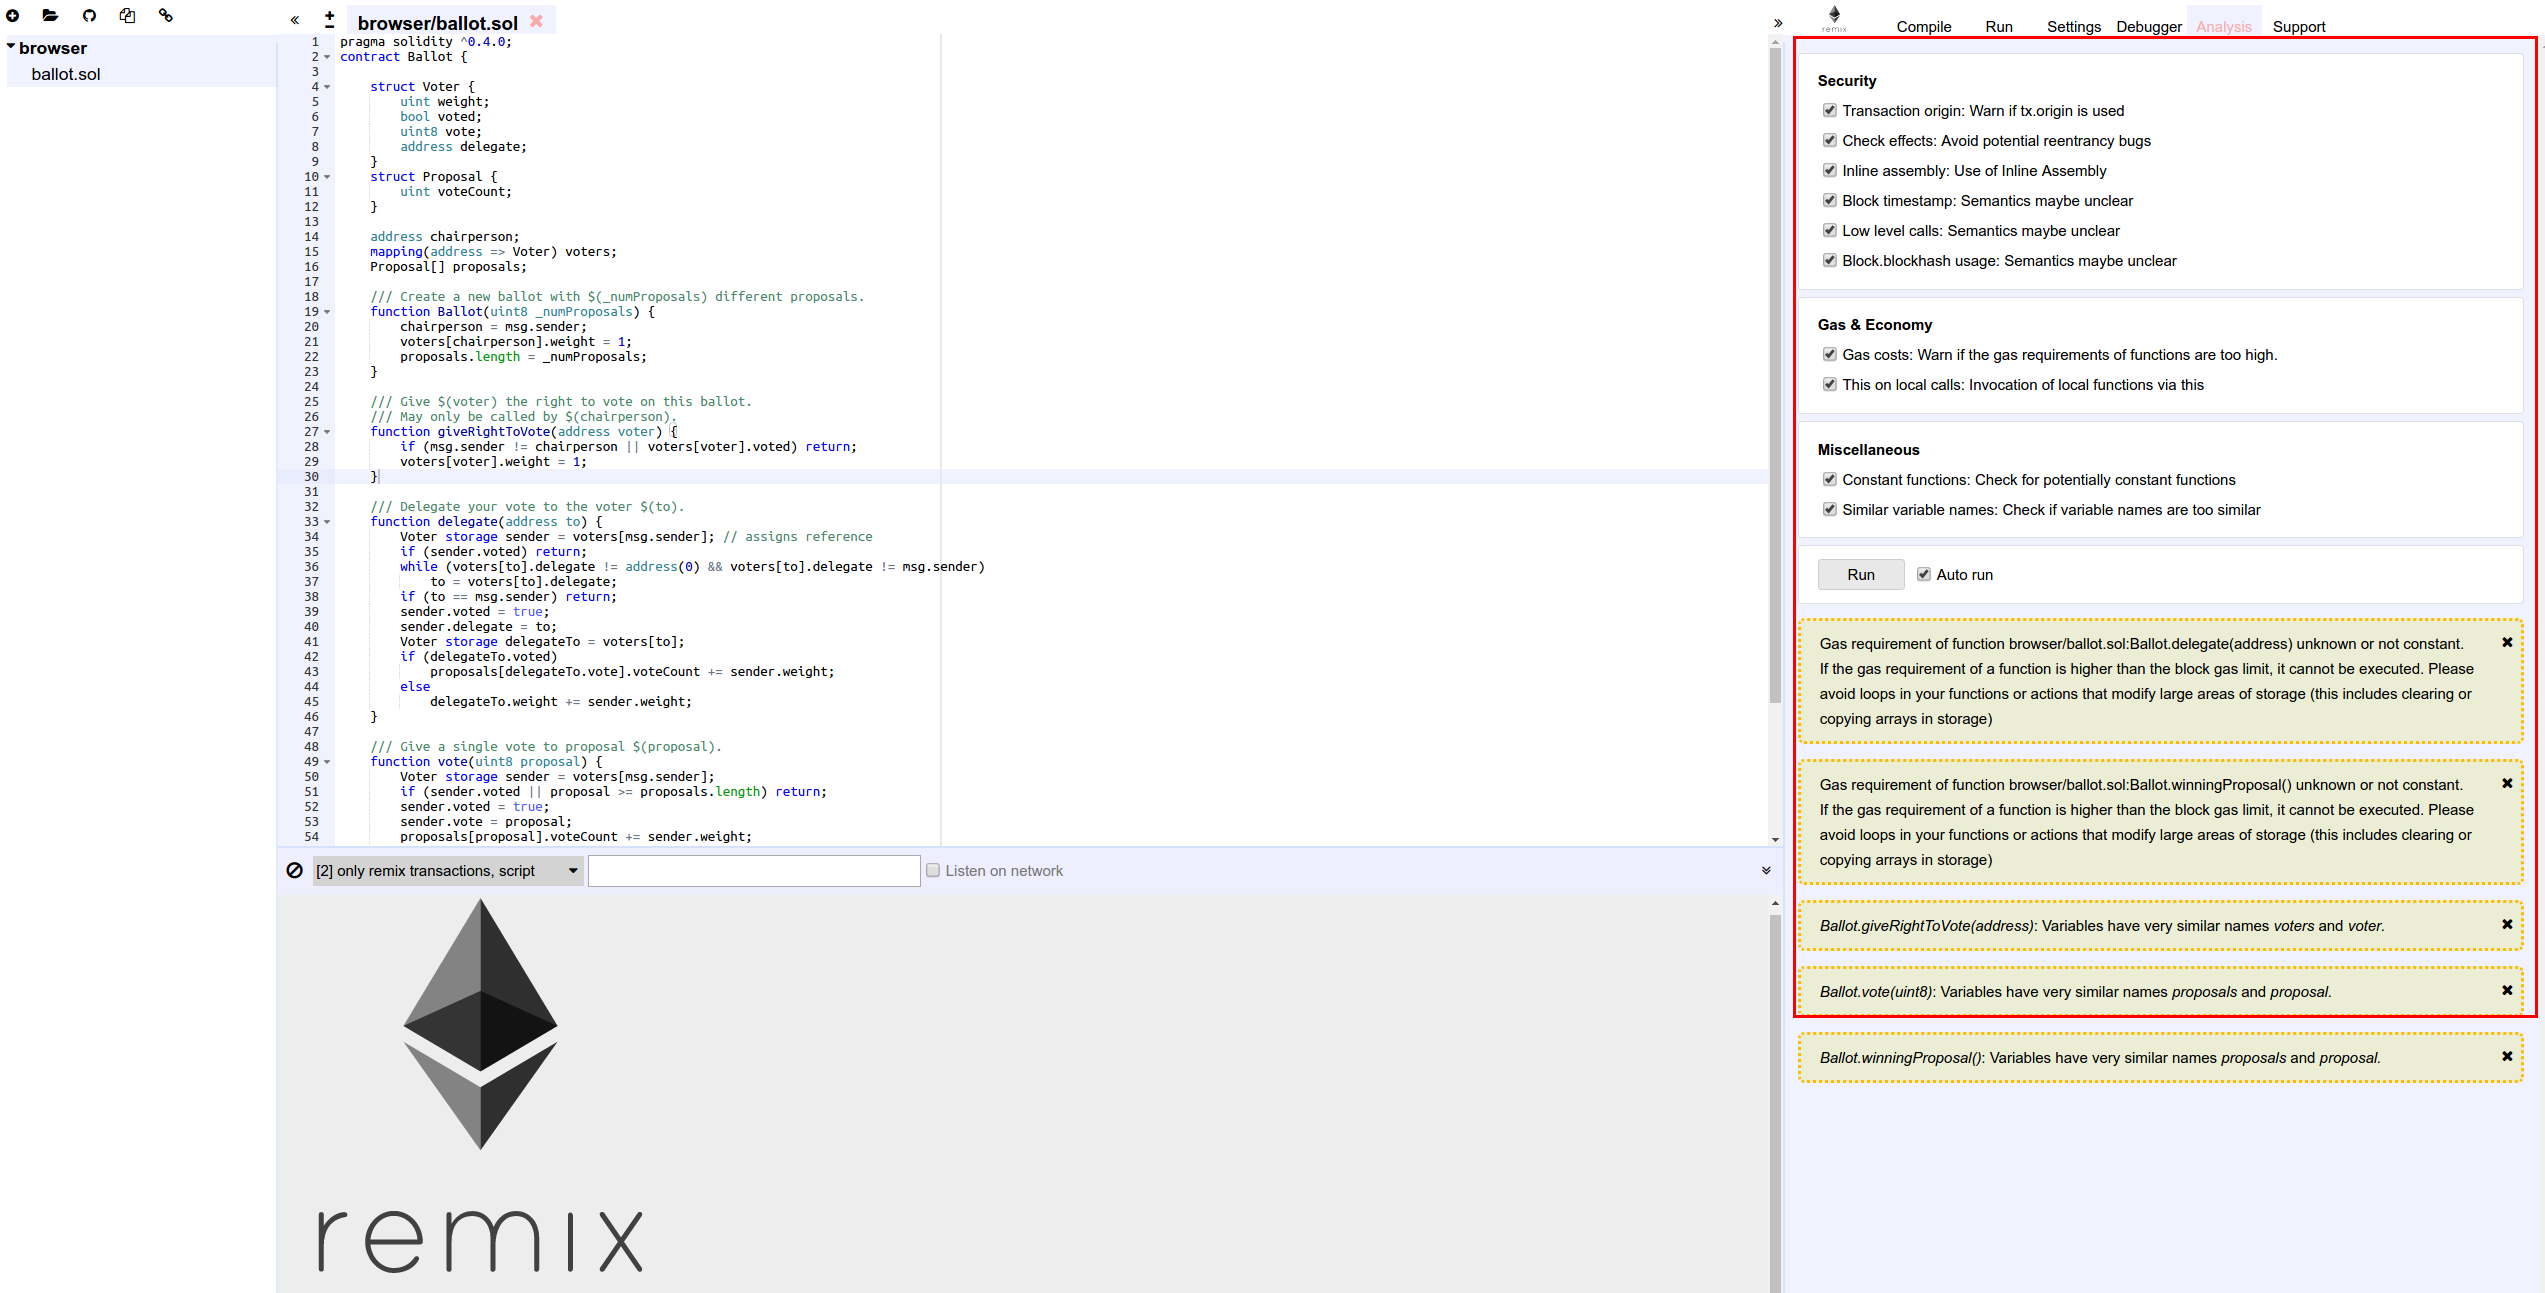 browser
ballot.sol
browser/ballot.sol
1 pragma solidity ^0.4.0;
2 contract Ballot {
3
4 struct Voter {
5 uint weight;
6 bool voted;
7 uint8 vote;
8 address delegate;
9 }
10 struct Proposal {
11 uint voteCount;
12 }
13
14 address chairperson;
15 mapping(address => Voter) voters;
16 Proposal[] proposals;
17
18 /// Create a new ballot with $(_numProposals) different proposals.
19 function Ballot(uint8 _numProposals) {
20 chairperson = msg.sender;
21 voters[chairperson].weight = 1;
22 proposals.length = _numProposals;
23 }
24
25 /// Give $(voter) the right to vote on this ballot.
26 /// May only be called by $(chairperson).
27 function giveRightToVote(address voter) {
28 if (msg.sender != chairperson || voters[voter].voted) return;
29 voters[voter].weight = 1;
30 }
31
32 /// Delegate your vote to the voter $(to).
33 function delegate(address to) {
34 Voter storage sender = voters[msg.sender]; // assigns reference
35 if (sender.voted) return;
36 while (voters[to].delegate != address(0) && voters[to].delegate != msg.sender)
37 to = voters[to].delegate;
38 if (to == msg.sender) return;
39 sender.voted = true;
40 sender.delegate = to;
41 Voter storage delegateTo = voters[to];
42 if (delegateTo.voted)
43 proposals[delegateTo.vote].voteCount += sender.weight;
44 else
45 delegateTo.weight += sender.weight;
46 }
47
48 /// Give a single vote to proposal $(proposal).
49 function vote(uint8 proposal) {
50 Voter storage sender = voters[msg.sender];
51 if (sender.voted || proposal >= proposals.length) return;
52 sender.voted = true;
53 sender.vote = proposal;
54 proposals[proposal].voteCount += sender.weight;
[2] only remix transactions, script
Listen on network
remix
remix
Compile Run Settings Debugger Analysis Support
Security
Transaction origin: Warn if tx.origin is used
Check effects: Avoid potential reentrancy bugs
Inline assembly: Use of Inline Assembly
Block timestamp: Semantics maybe unclear
Low level calls: Semantics maybe unclear
Block.blockhash usage: Semantics maybe unclear
Gas & Economy
Gas costs: Warn if the gas requirements of functions are too high.
This on local calls: Invocation of local functions via this
Miscellaneous
Constant functions: Check for potentially constant functions
Similar variable names: Check if variable names are too similar
Run Auto run
Gas requirement of function browser/ballot.sol:Ballot.delegate(address) unknown or not constant.
If the gas requirement of a function is higher than the block gas limit, it cannot be executed. Please
avoid loops in your functions or actions that modify large areas of storage (this includes clearing or
copying arrays in storage)
Gas requirement of function browser/ballot.sol:Ballot.winningProposal() unknown or not constant.
If the gas requirement of a function is higher than the block gas limit, it cannot be executed. Please
avoid loops in your functions or actions that modify large areas of storage (this includes clearing or
copying arrays in storage)
Ballot.giveRightToVote(address): Variables have very similar names voters and voter.
Ballot.vote(uint8): Variables have very similar names proposals and proposal.
Ballot.winningProposal(): Variables have very similar names proposals and proposal.